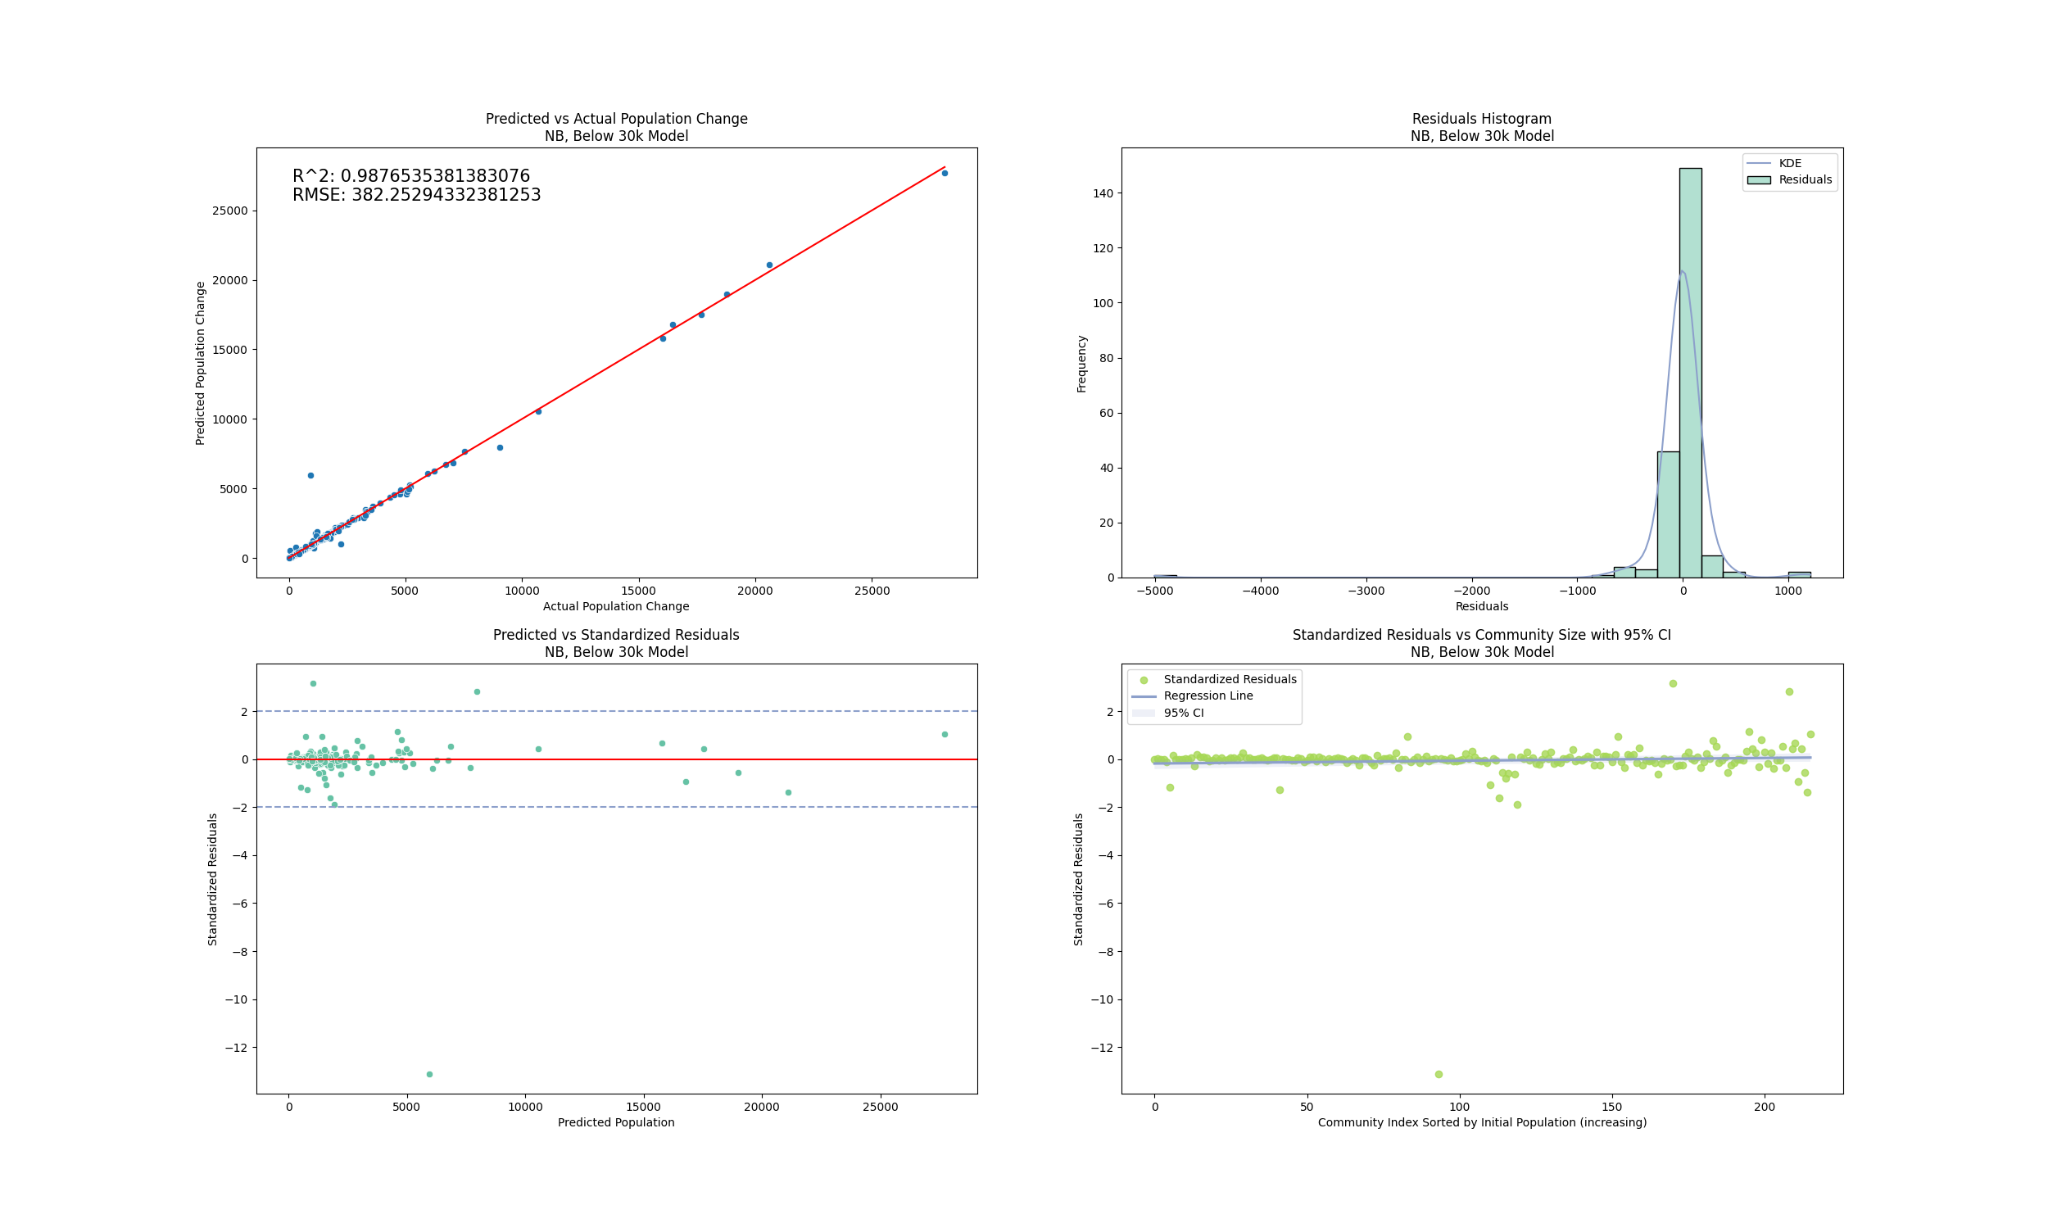 Predicted vs Actual Population Change
NB, Below 30k Model
R^2: 0.9876535381383076
RMSE: 382.25294332381253
25000
20000
15000
10000
5000
0
Predicted Population Change
0 5000 10000 15000 20000 25000
Actual Population Change
Residuals Histogram
NB, Below 30k Model
KDE
Residuals
140
120
100
80
60
40
20
0
Frequency
−5000 −4000 −3000 −2000 −1000 0 1000
Residuals
Predicted vs Standardized Residuals
NB, Below 30k Model
2
0
−2
−4
−6
−8
−10
−12
Standardized Residuals
0 5000 10000 15000 20000 25000
Predicted Population
Standardized Residuals vs Community Size with 95% CI
NB, Below 30k Model
Standardized Residuals
Regression Line
95% CI
2
0
−2
−4
−6
−8
−10
−12
Standardized Residuals
0 50 100 150 200
Community Index Sorted by Initial Population (increasing)